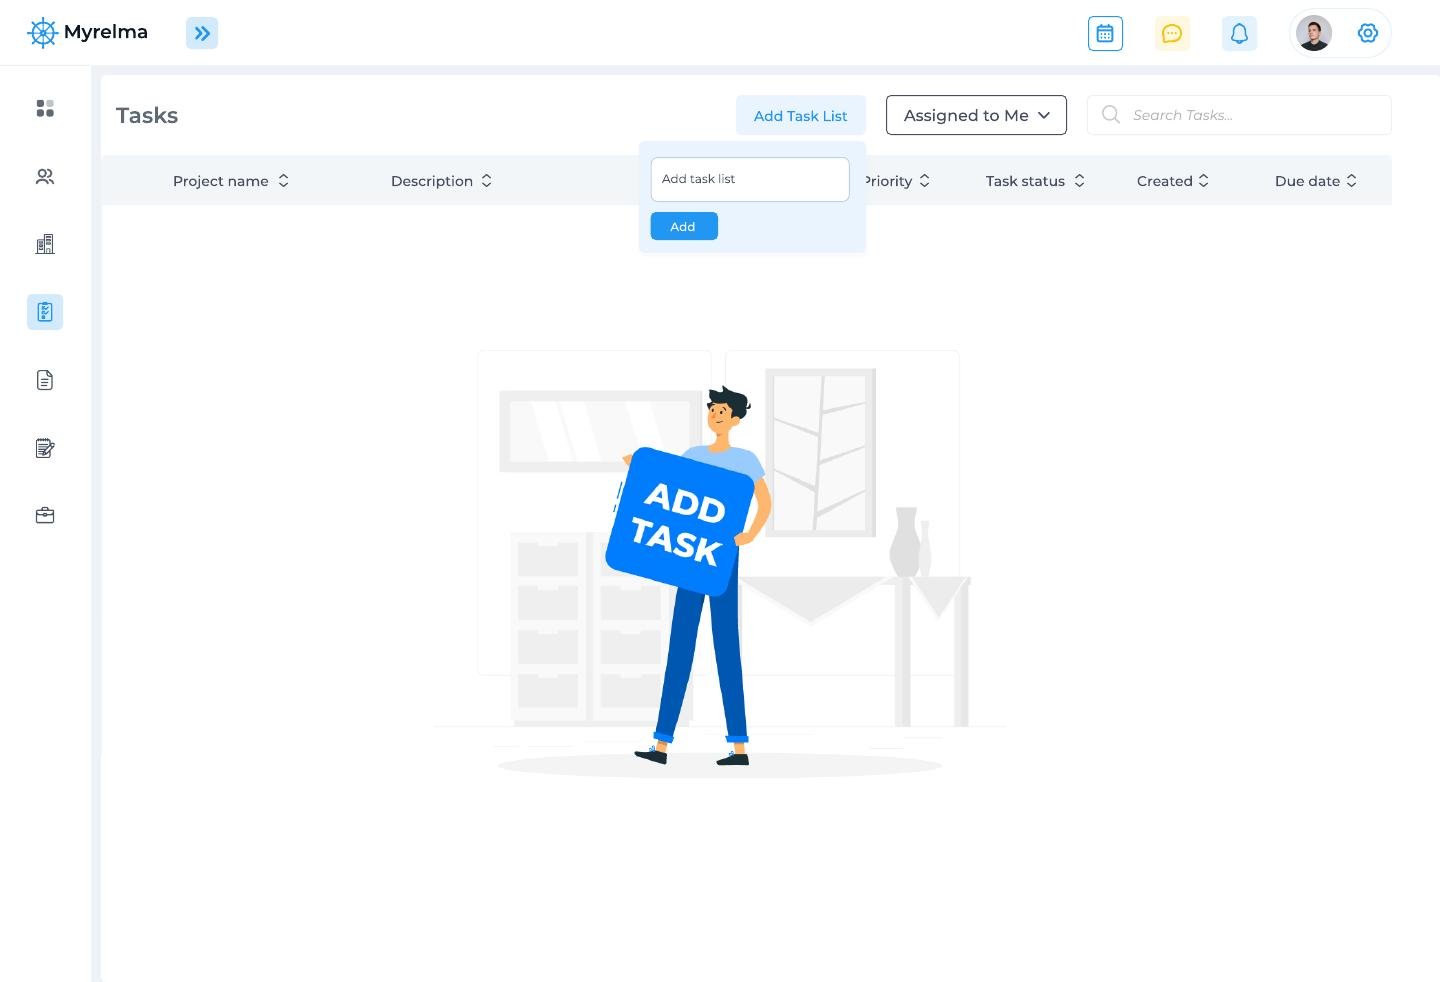 Myrelma
Tasks
Add Task List
Assigned to Me
Search Tasks...
Project name
Description
Priority
Task status
Created
Due date
Add task list
Add
ADD
TASK